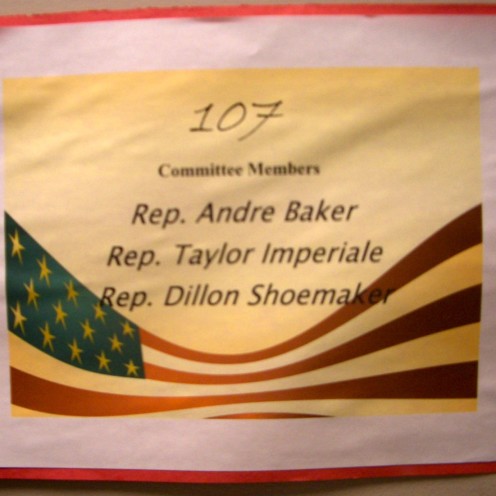 107
Committee Members
Rep. Andre Baker
Rep. Taylor Imperiale
Rep. Dillon Shoemaker